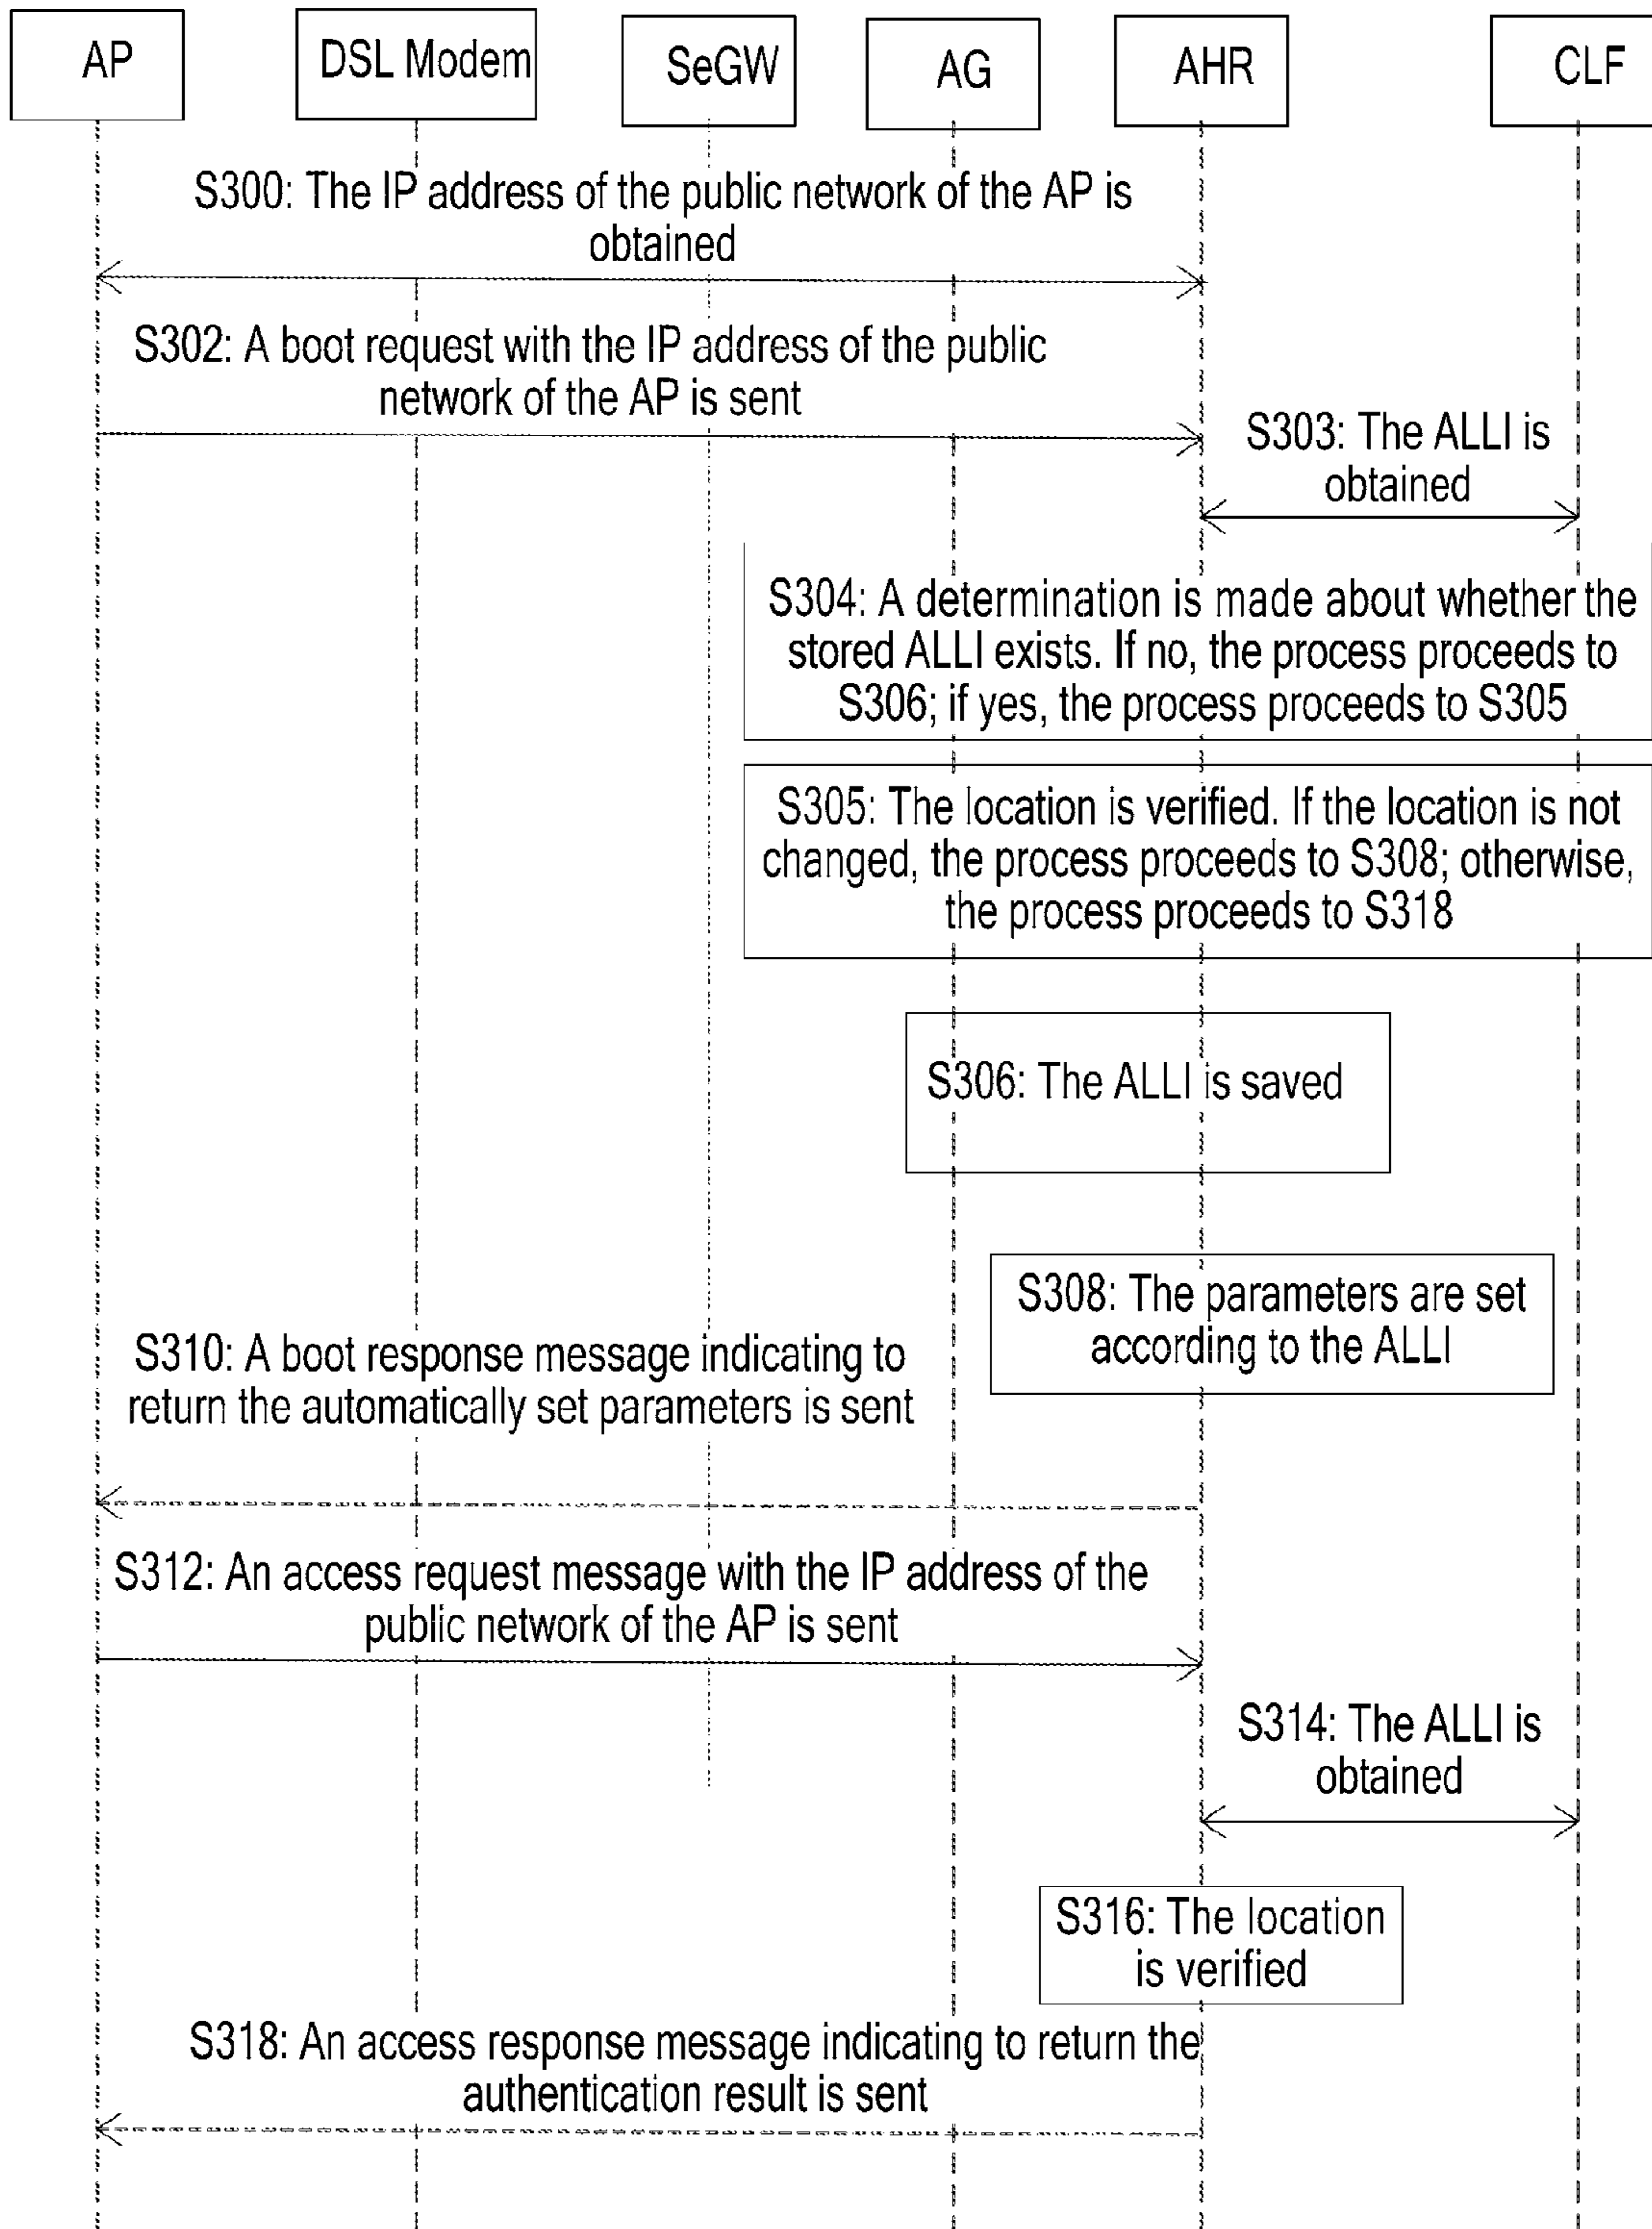 AP
DSL Modem
SeGW
AG
AHR
CLF
S300: The IP address of the public network of the AP is
obtained
S302: A boot request with the IP address of the public
network of the AP is sent
S303: The ALLI is
obtained
S304: A determination is made about whether the
stored ALLI exists. If no, the process proceeds to
S306; if yes, the process proceeds to S305
S305: The location is verified. If the location is not
changed, the process proceeds to S308; otherwise,
the process proceeds to S318
S306: The ALLI is saved
S308: The parameters are set
according to the ALLI
S310: A boot response message indicating to
return the automatically set parameters is sent
S312: An access request message with the IP address of the
public network of the AP is sent
S314: The ALLI is
obtained
S316: The location
is verified
S318: An access response message indicating to return the
authentication result is sent